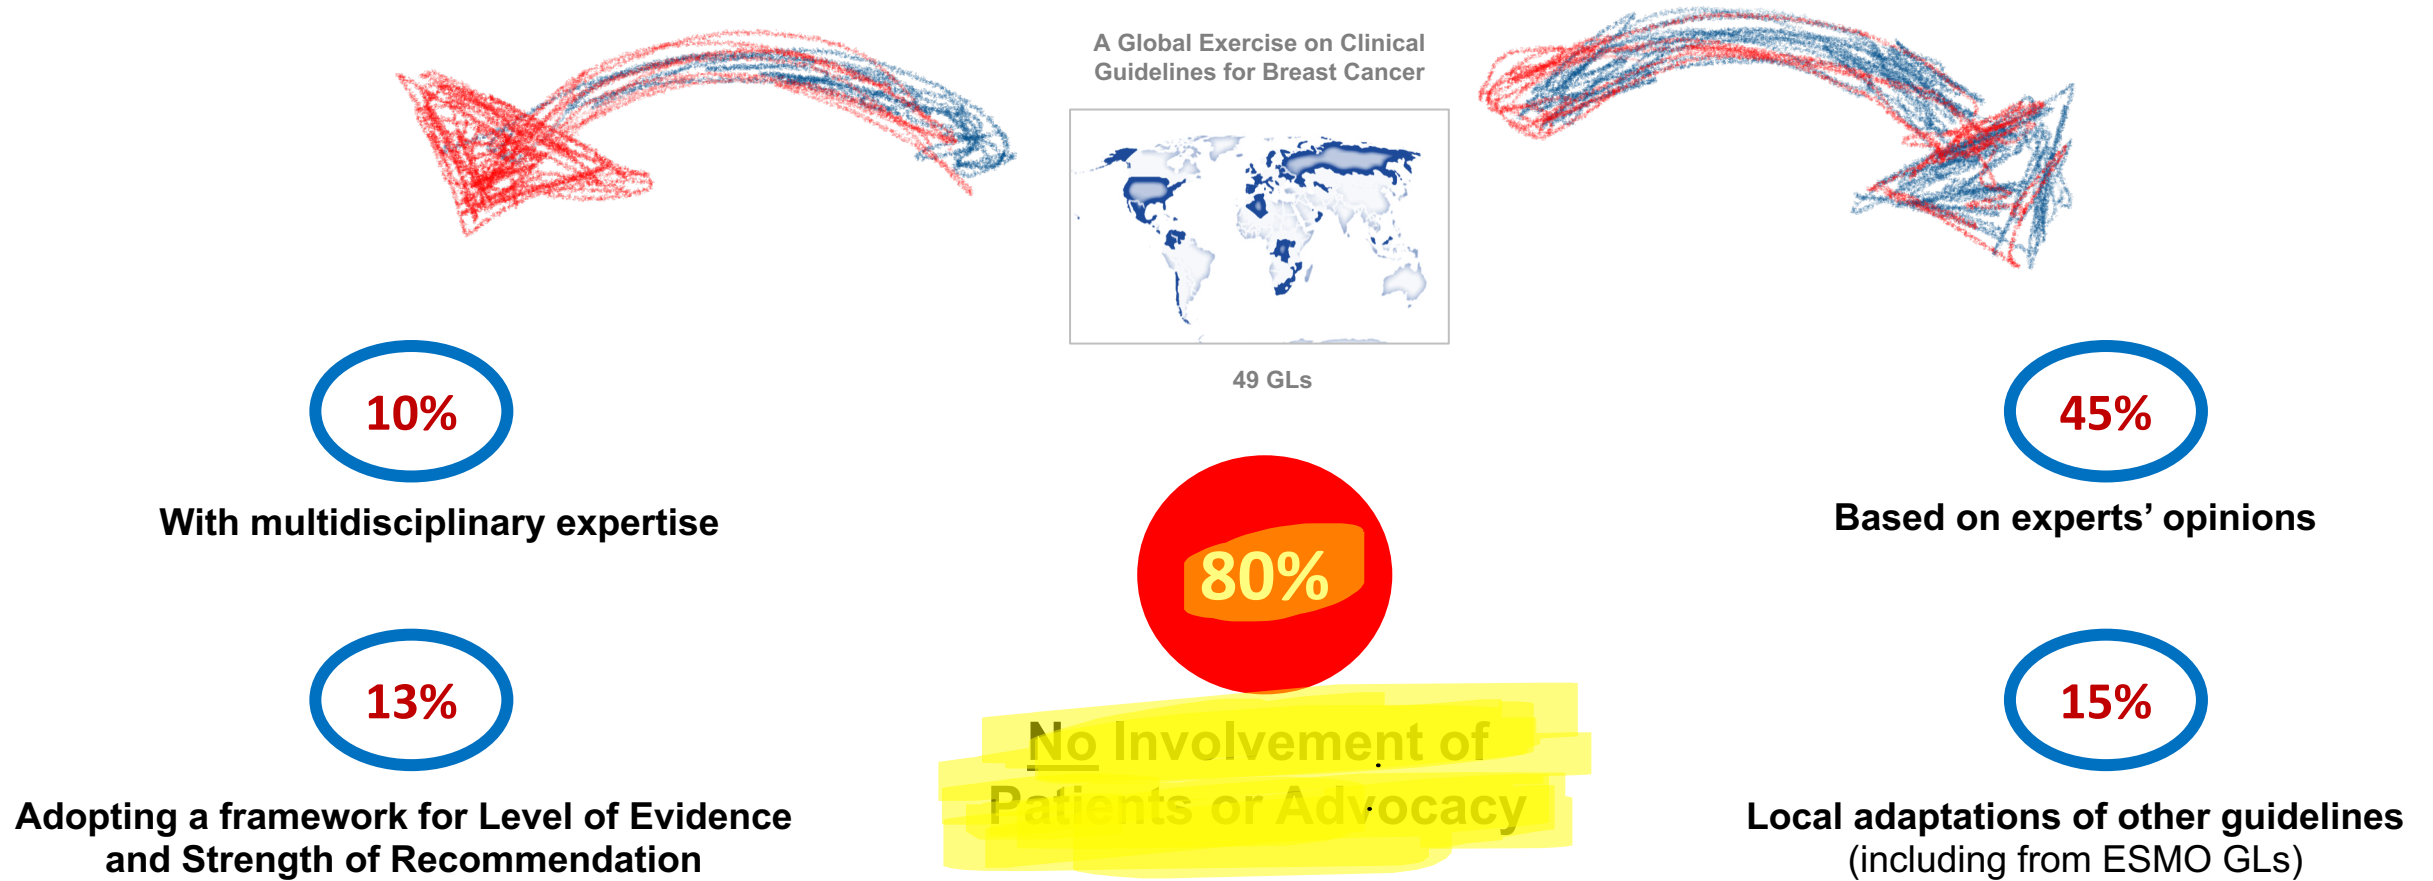 A Global Exercise on Clinical
Guidelines for Breast Cancer
49 GLs
10%
With multidisciplinary expertise
13%
Adopting a framework for Level of Evidence
and Strength of Recommendation
80%
No Involvement of
Patients or Advocacy
45%
Based on experts’ opinions
15%
Local adaptations of other guidelines
(including from ESMO GLs)